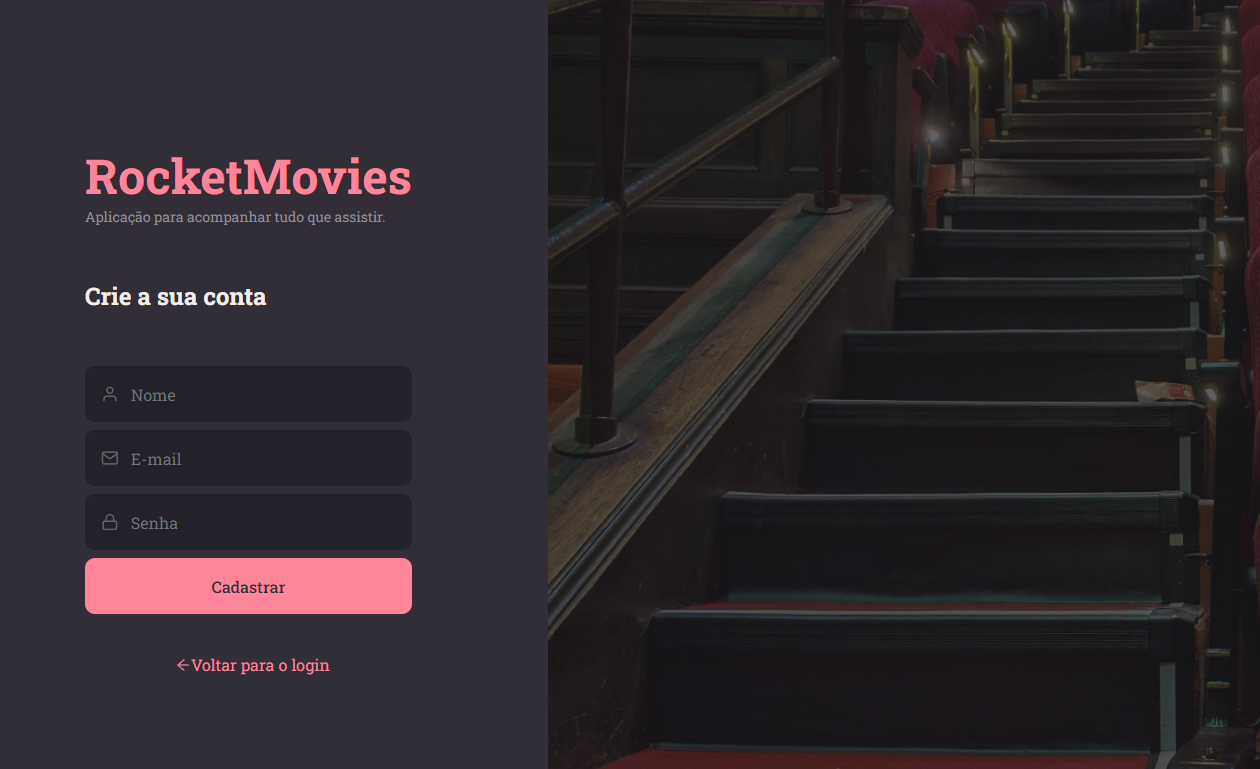 RocketMovies
Aplicação para acompanhar tudo que assistir.
Crie a sua conta
Nome
E-mail
Senha
Cadastrar
Voltar para o login